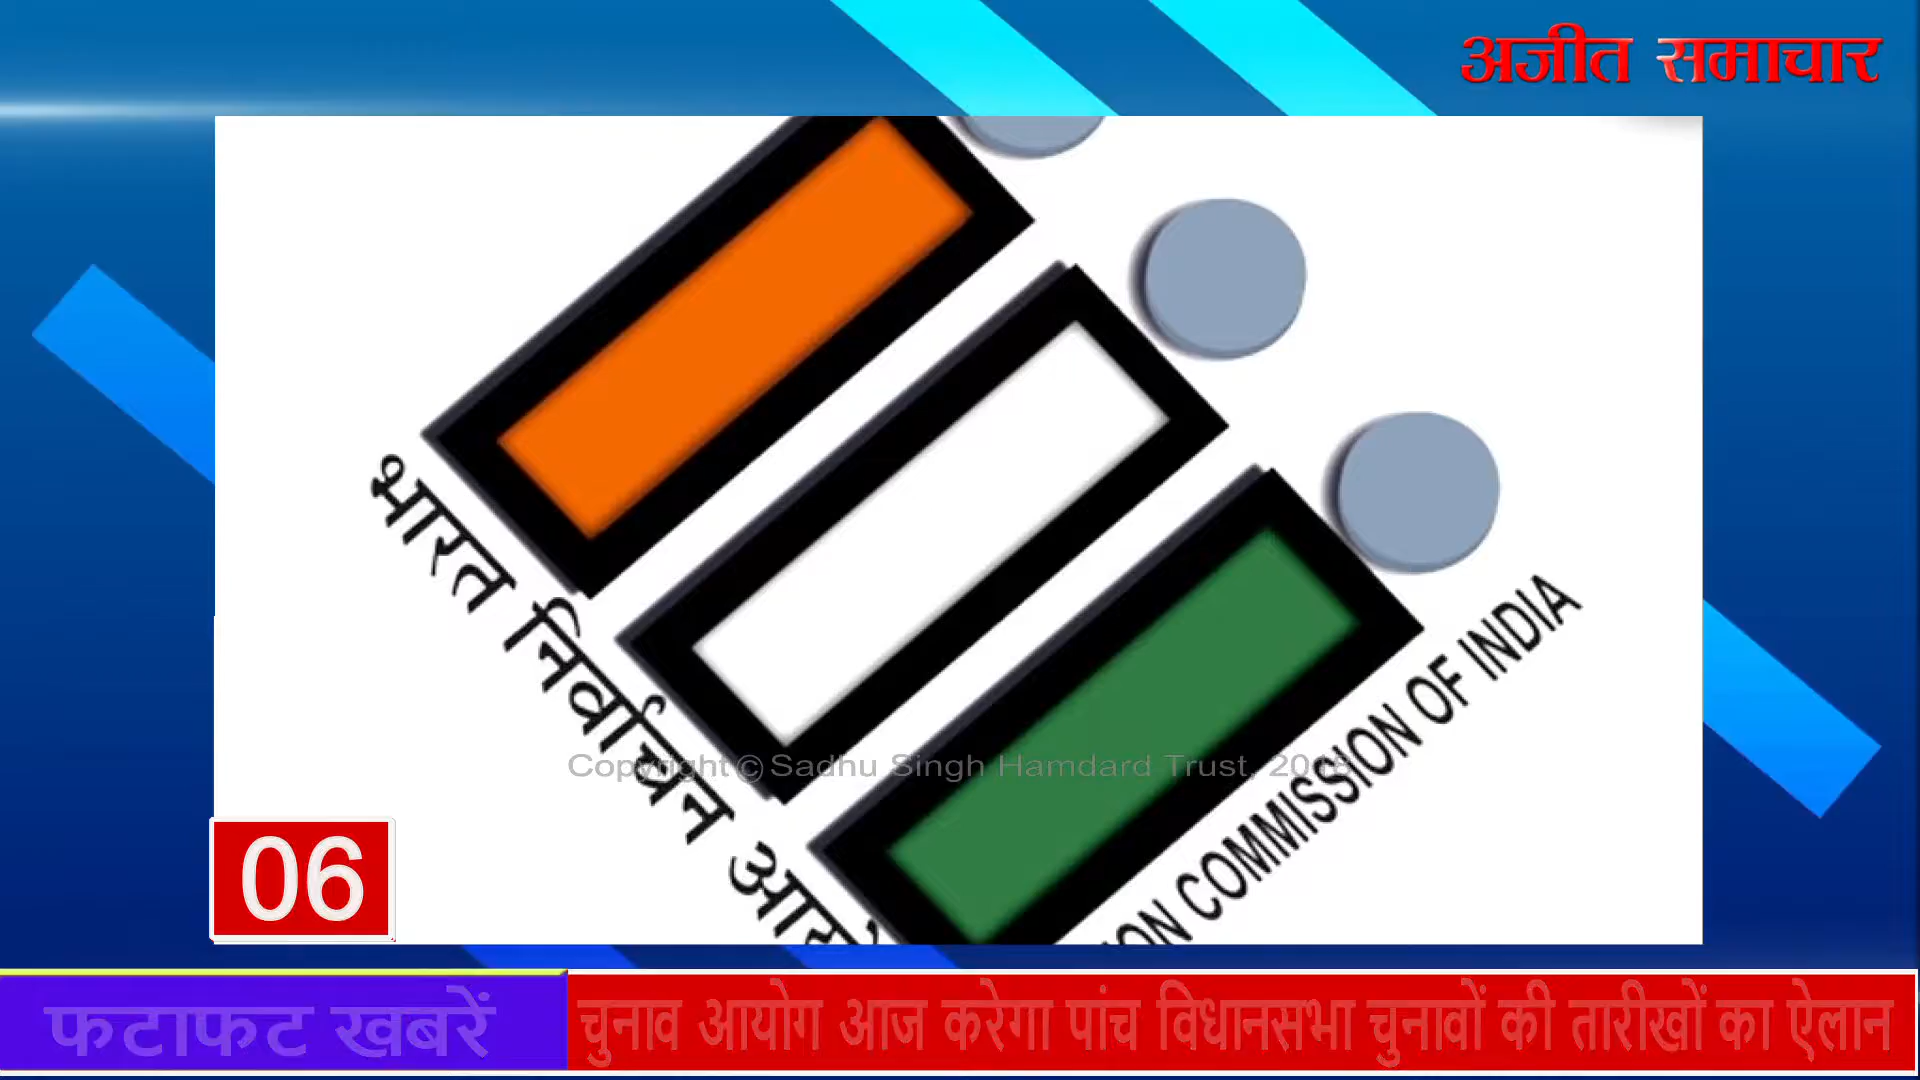 अजीत समाचार
भारत निर्वाचन
COMMISSION OF INDIA
Copyright © Sadhu Singh Hamdard Trust,
06
फटाफट खबरें
चुनाव आयोग आज करेगा पांच विधानसभा चुनावों की तारीखों का ऐलान